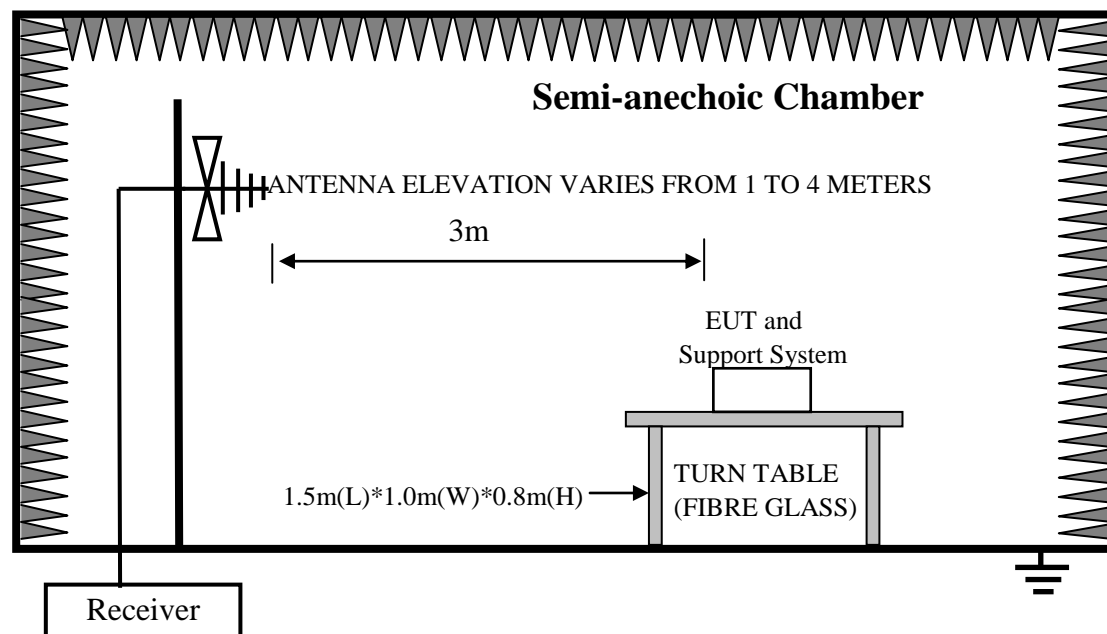 Semi-anechoic Chamber
ANTENNA ELEVATION VARIES FROM 1 TO 4 METERS
3m
EUT and
Support System
1.5m(L)*1.0m(W)*0.8m(H)
TURN TABLE
(FIBRE GLASS)
Receiver